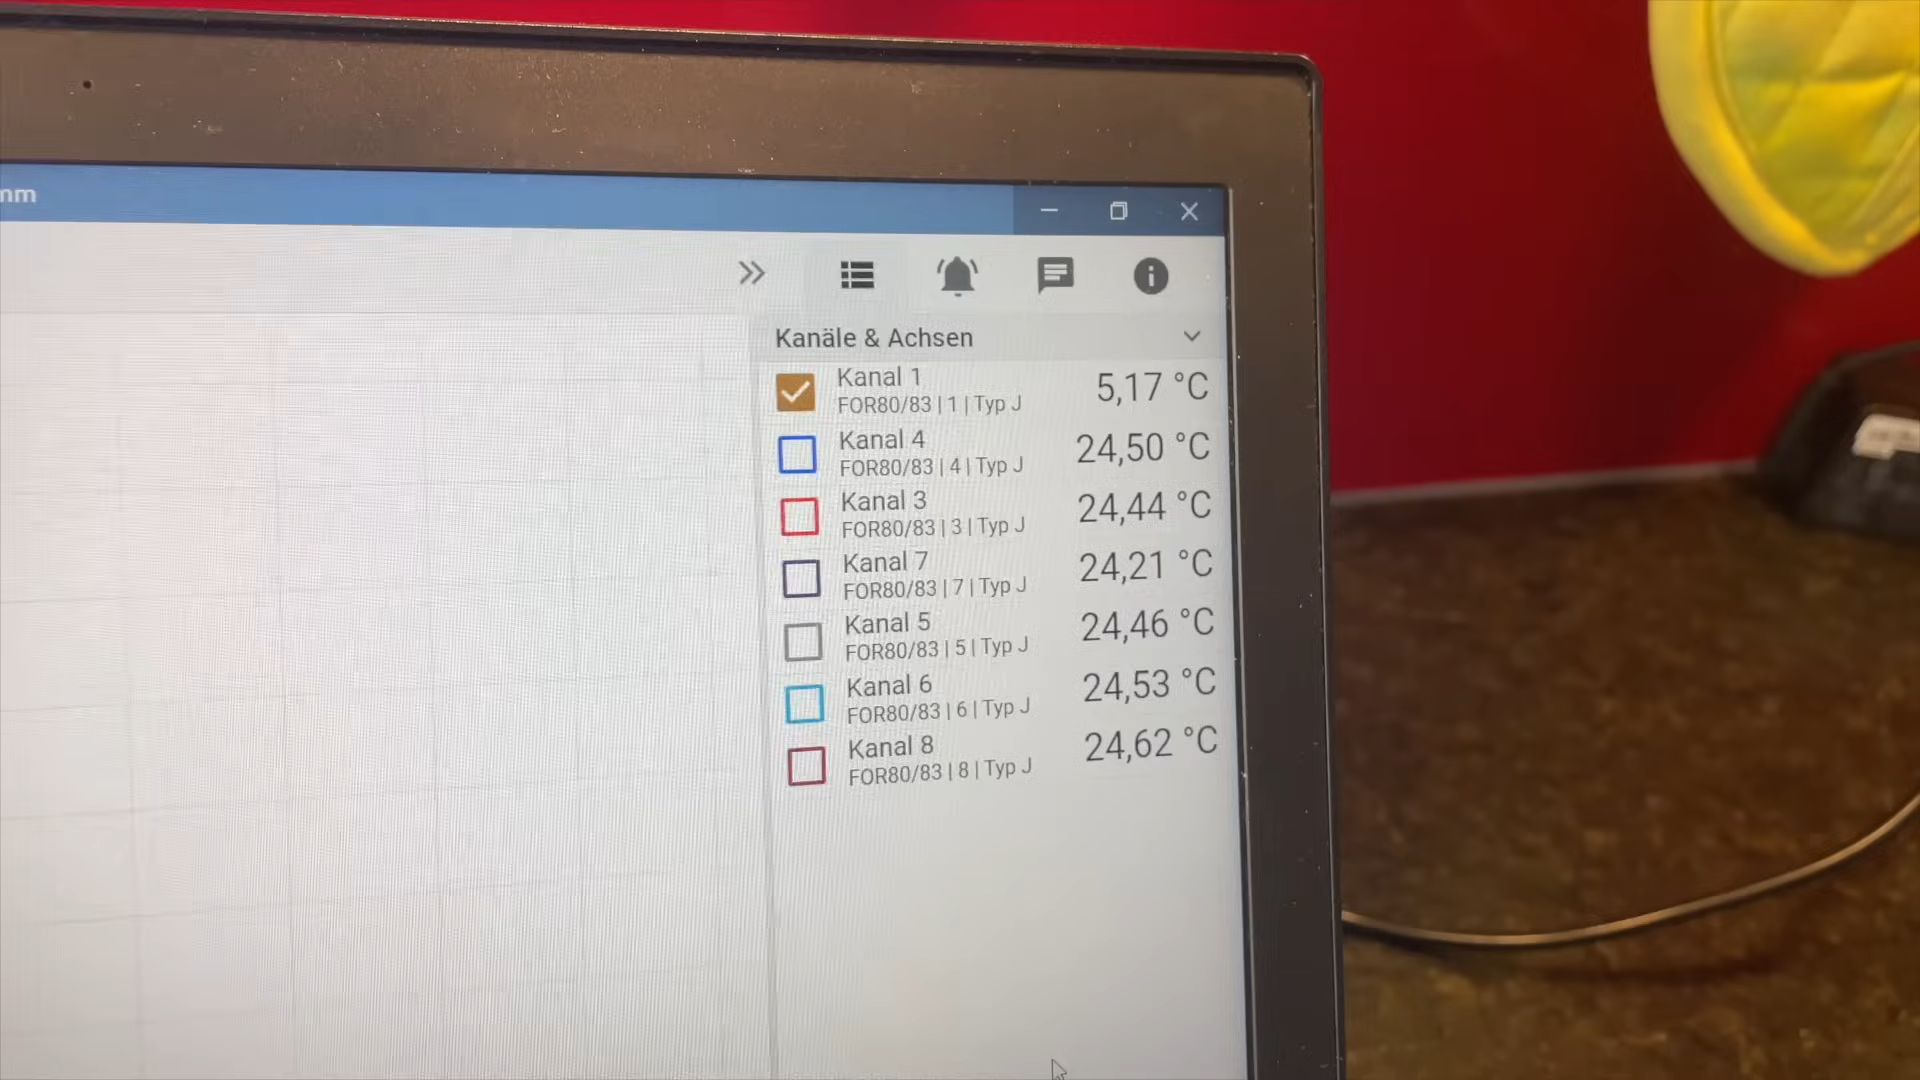 mm
Kanäle & Achsen
Kanal 1
5,17 °C
FOR80/83 | 1 | Typ J
Kanal 4
24,50 °C
FOR80/83 | 4 | Typ J
Kanal 3
24,44 °C
FOR80/83 | 3 | Typ J
Kanal 7
24,21 °C
FOR80/83 | 7 | Typ J
Kanal 5
24,46 °C
FOR80/83 | 5 | Typ J
Kanal 6
24,53 °C
FOR80/83 | 6 | Typ J
Kanal 8
24,62 °C
FOR80/83 | 8 | Typ J